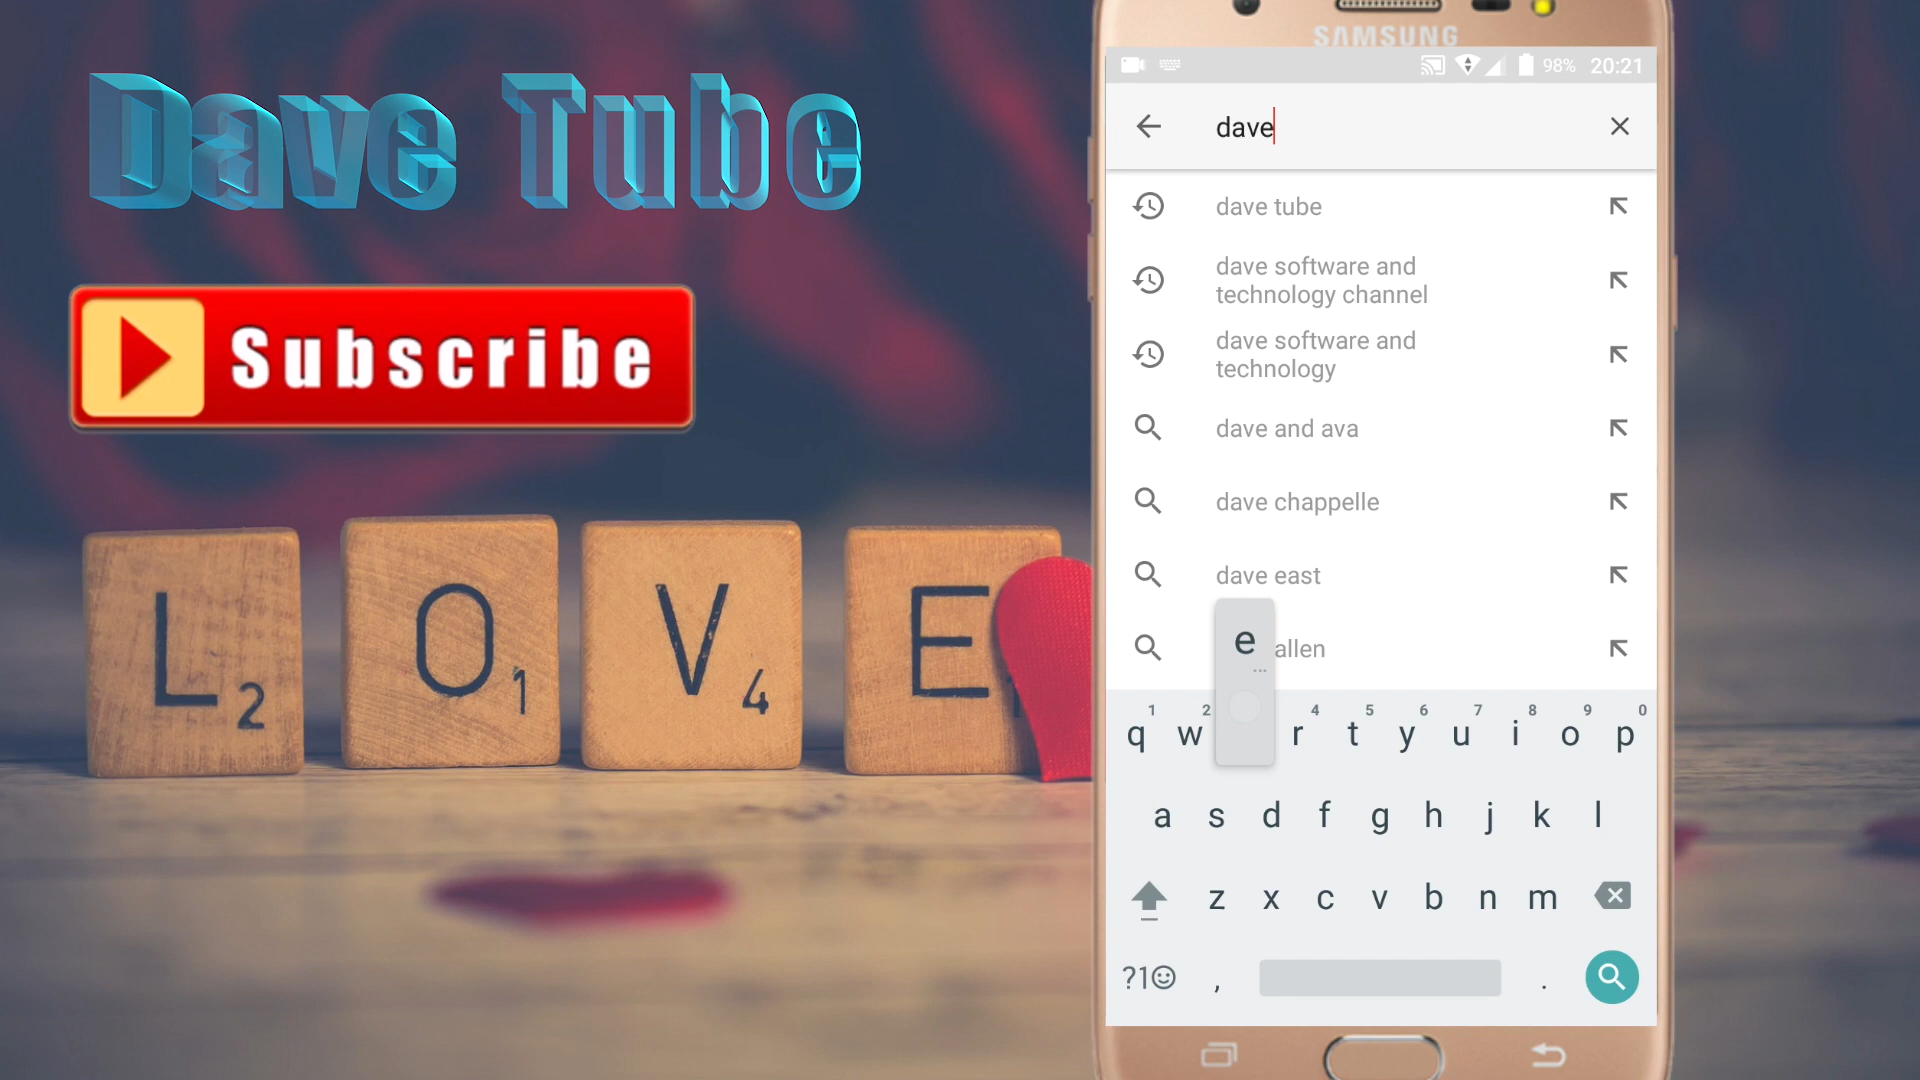 Dave Tube
Subscribe
L2 O1 V4 E
SAMSUNG
98% 20:21
dave
dave tube
dave software and
technology channel
dave software and
technology
dave and ava
dave chappelle
dave east
allen
e
...
1 2 4 5 6 7 8 9 0
q w r t y u i o p
a s d f g h j k l
z x c v b n m
?1☺ , .